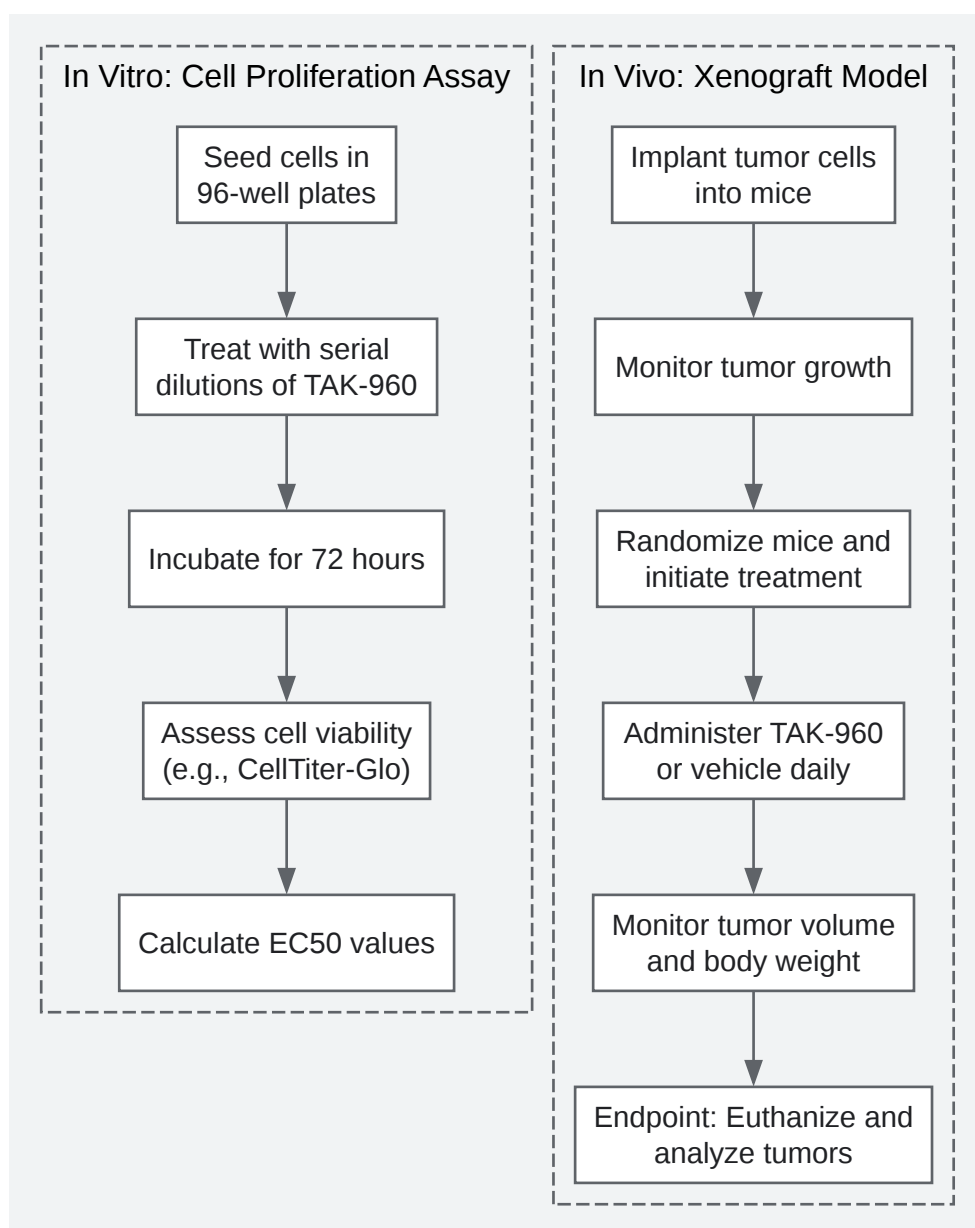 In Vitro: Cell Proliferation Assay
Seed cells in
96-well plates
Treat with serial
dilutions of TAK-960
Incubate for 72 hours
Assess cell viability
(e.g., CellTiter-Glo)
Calculate EC50 values
In Vivo: Xenograft Model
Implant tumor cells
into mice
Monitor tumor growth
Randomize mice and
initiate treatment
Administer TAK-960
or vehicle daily
Monitor tumor volume
and body weight
Endpoint: Euthanize and
analyze tumors